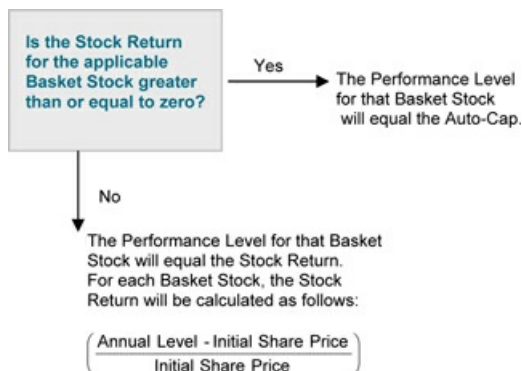 Is the Stock Return
for the applicable
Basket Stock greater
than or equal to zero?
Yes
The Performance Level
for that Basket Stock
will equal the Auto-Cap.
No
The Performance Level for that Basket
Stock will equal the Stock Return.
For each Basket Stock, the Stock
Return will be calculated as follows:
( Annual Level - Initial Share Price
Initial Share Price )